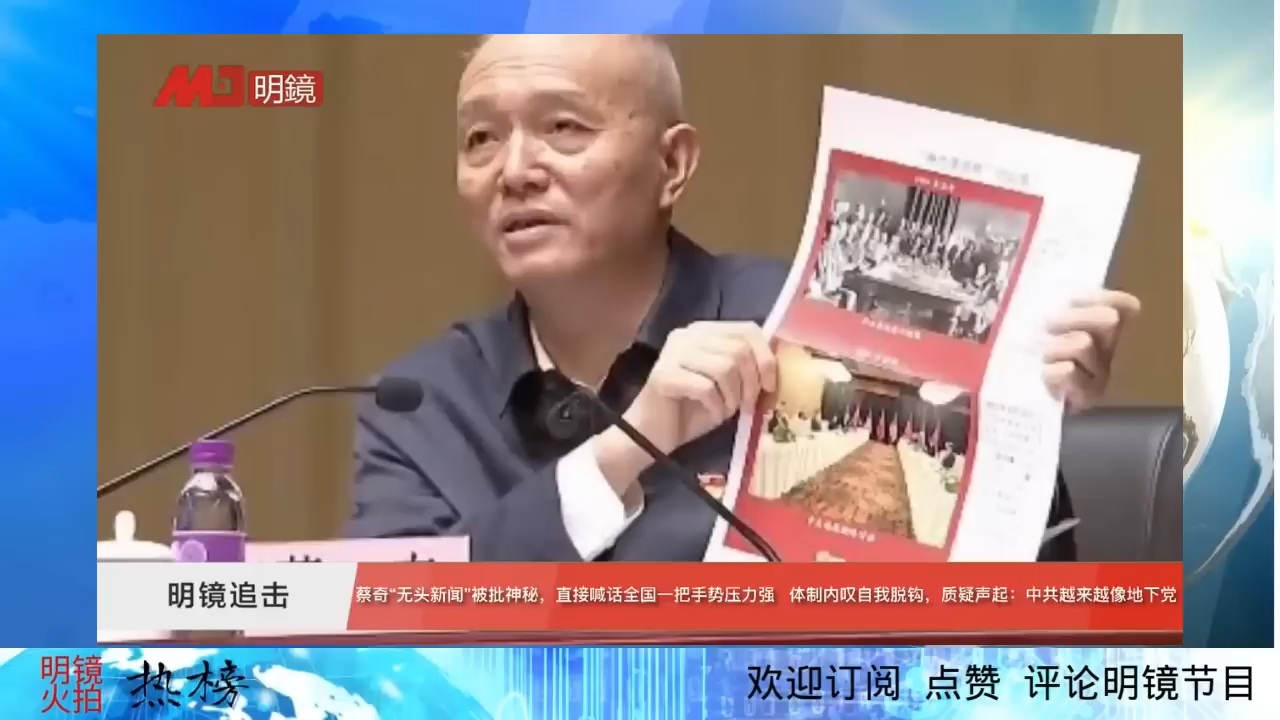 明鏡
明镜追击
蔡奇“无头新闻”被批神秘，直接喊话全国一把手势压力强 体制内叹自我脱钩，质疑声起：中共越来越像地下党
明镜
火拍
热榜
欢迎订阅 点赞 评论明镜节目